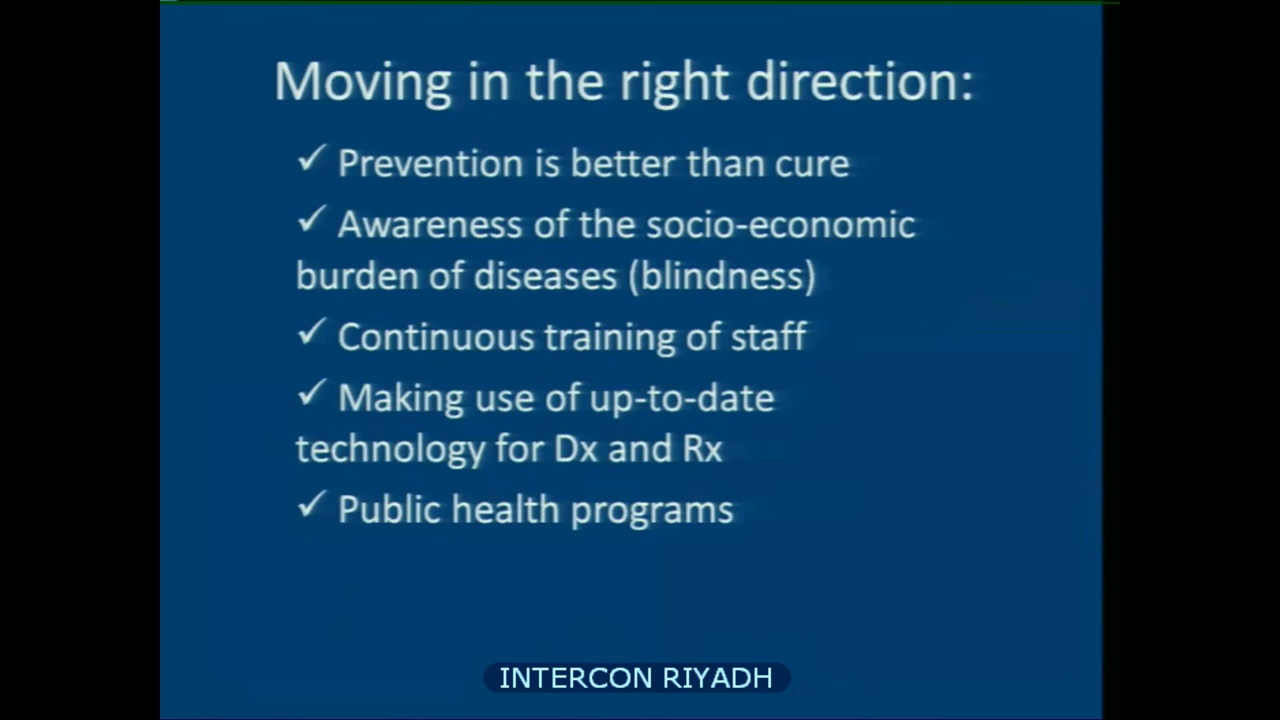 Moving in the right direction:
✓ Prevention is better than cure
✓ Awareness of the socio-economic
burden of diseases (blindness)
✓ Continuous training of staff
✓ Making use of up-to-date
technology for Dx and Rx
✓ Public health programs
INTERCON RIYADH